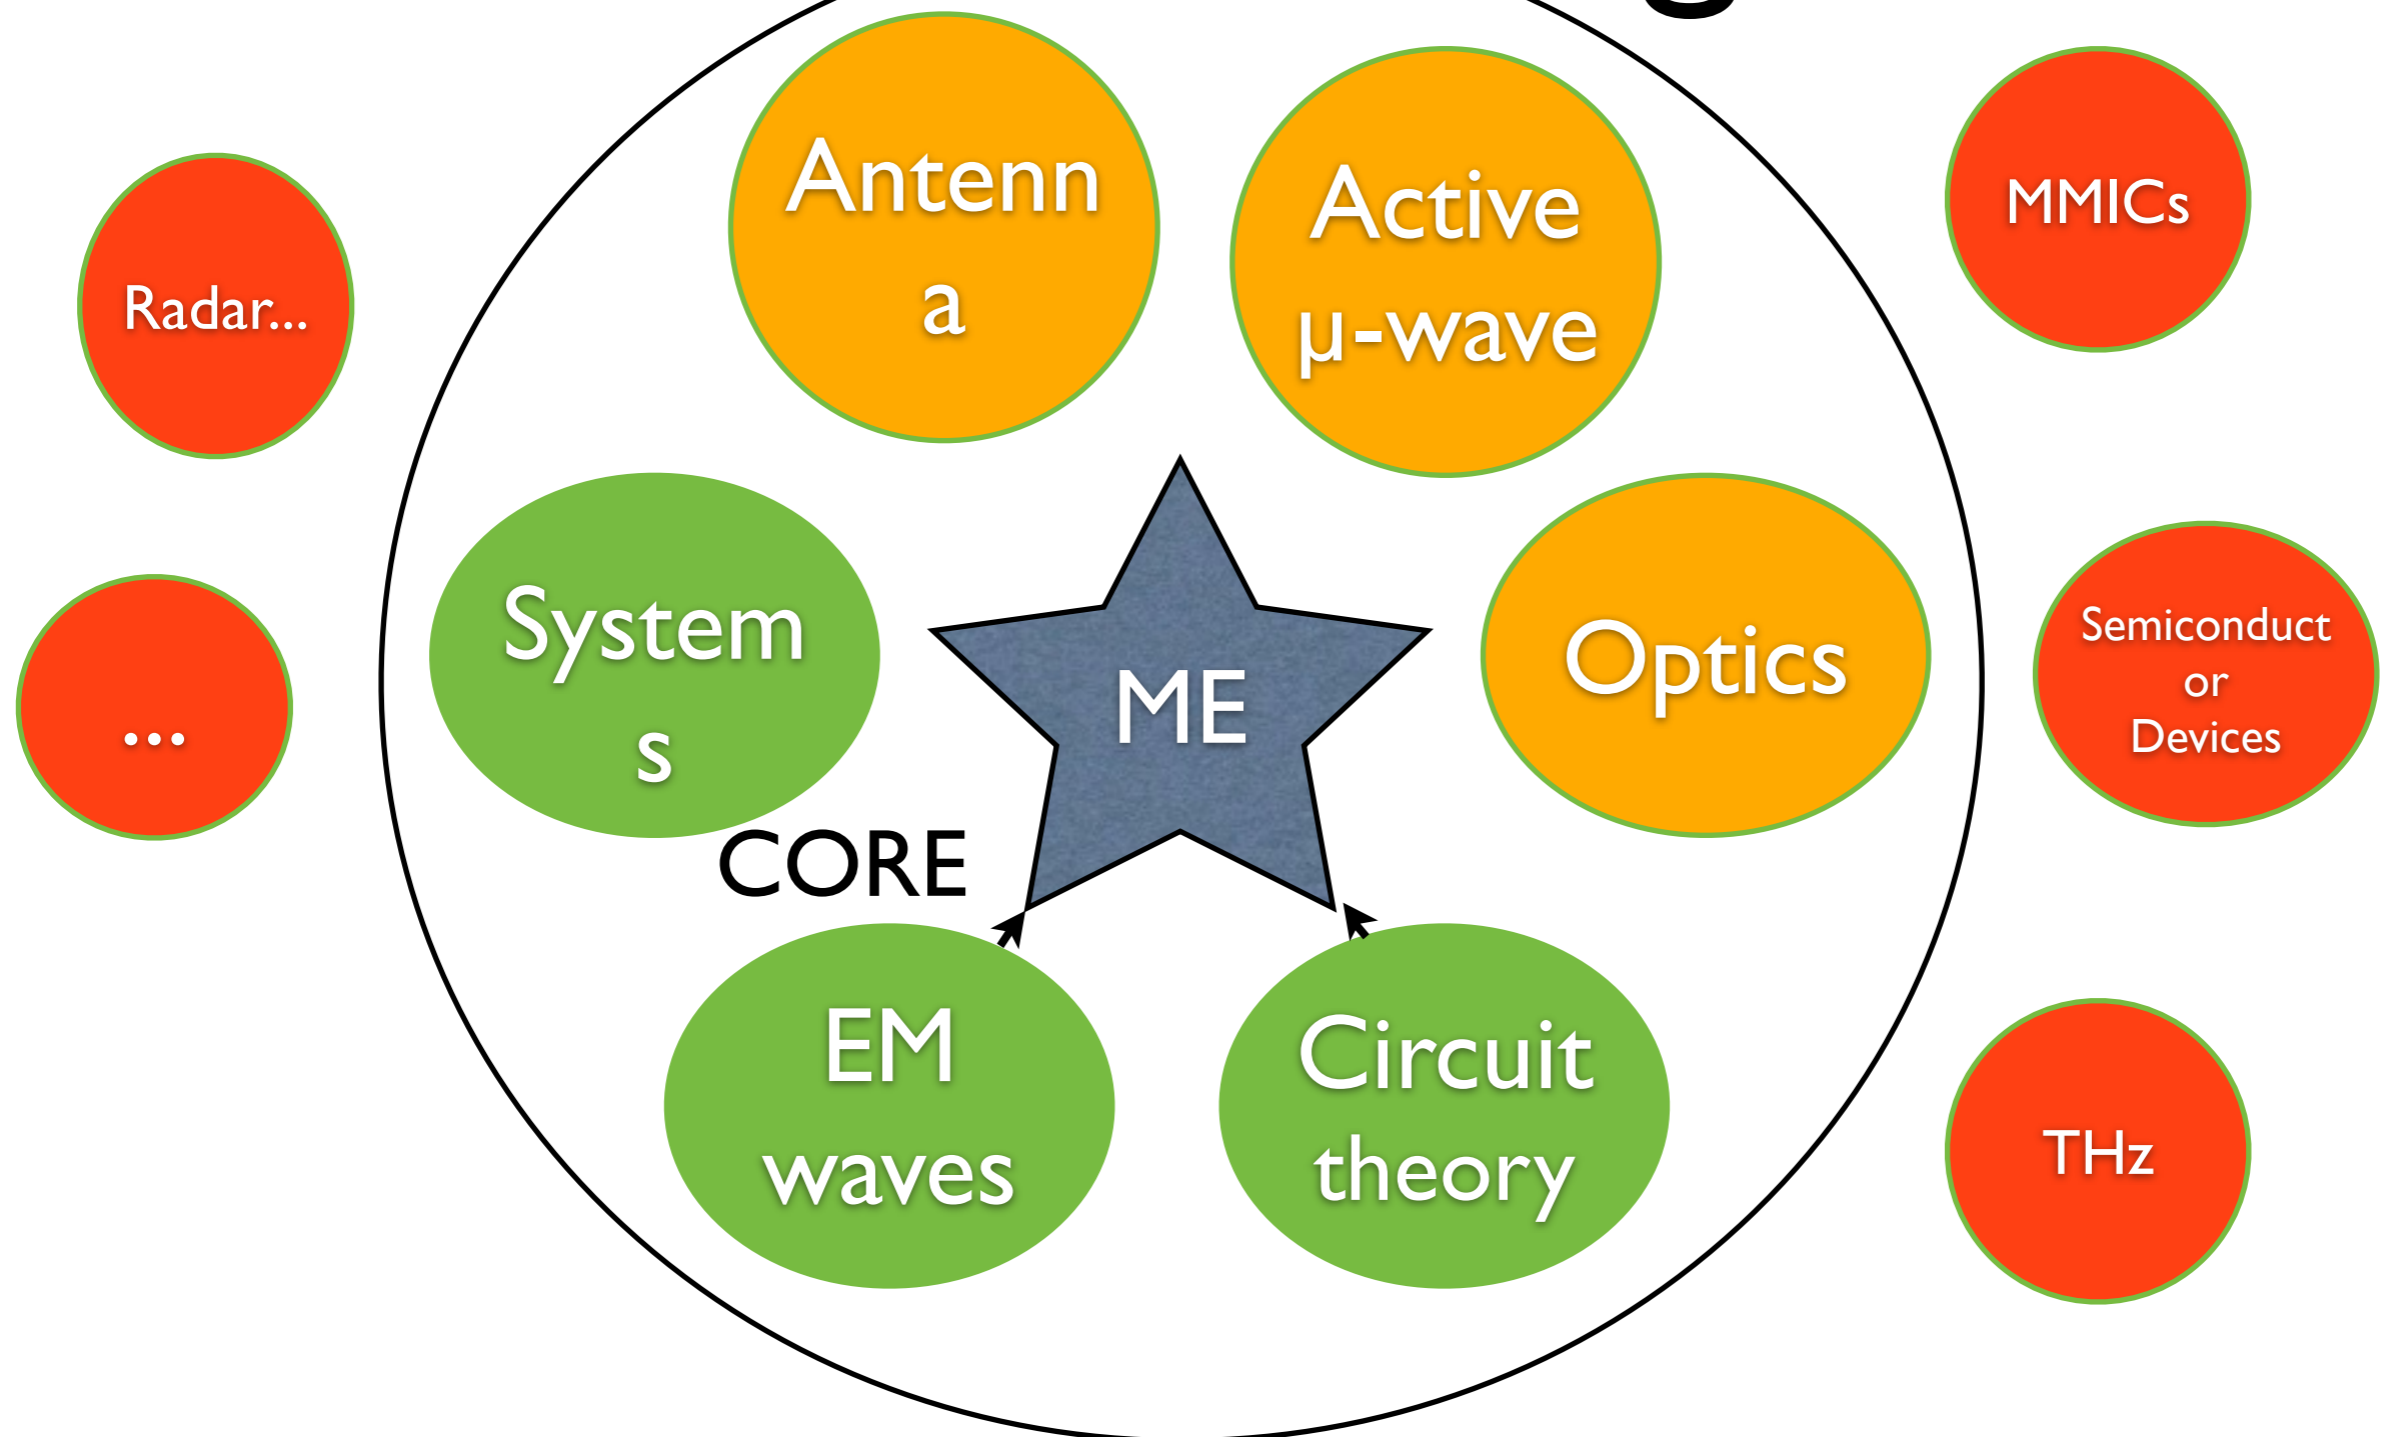 Antenn
a
Active
μ-wave
MMICs
Radar...
System
s
ME
Optics
Semiconduct
or
Devices
...
CORE
EM
waves
Circuit
theory
THz